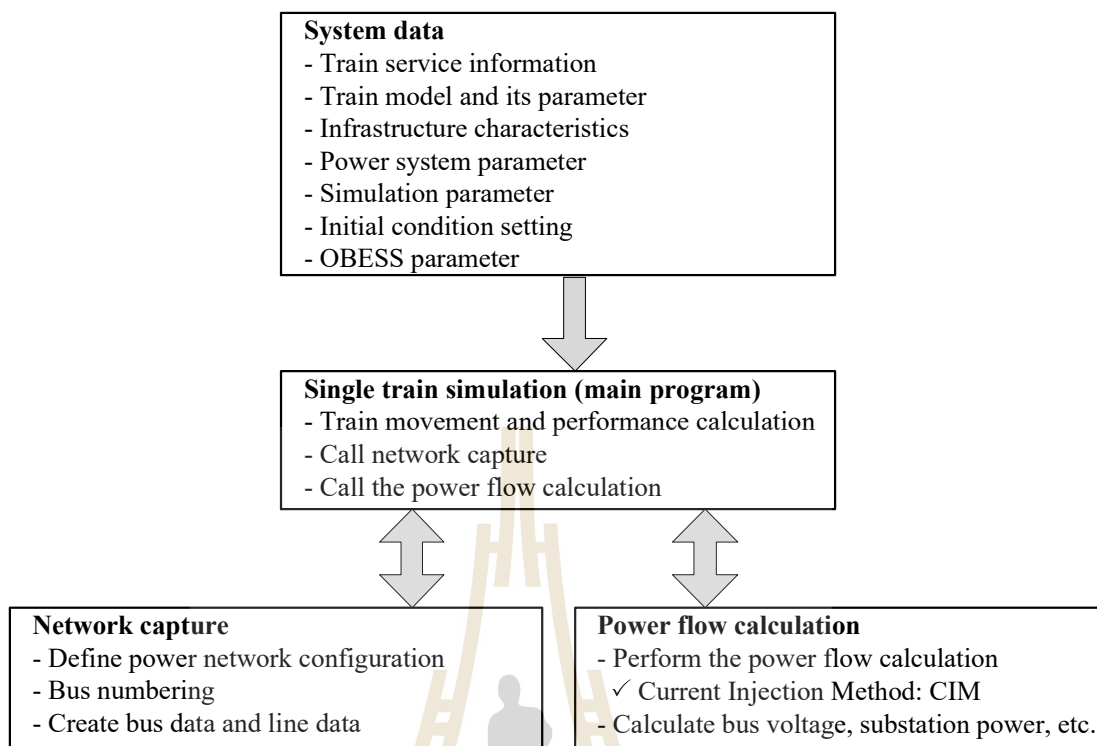 System data
- Train service information
- Train model and its parameter
- Infrastructure characteristics
- Power system parameter
- Simulation parameter
- Initial condition setting
- OBESS parameter
Single train simulation (main program)
- Train movement and performance calculation
- Call network capture
- Call the power flow calculation
Network capture
- Define power network configuration
- Bus numbering
- Create bus data and line data
Power flow calculation
- Perform the power flow calculation
✓ Current Injection Method: CIM
- Calculate bus voltage, substation power, etc.